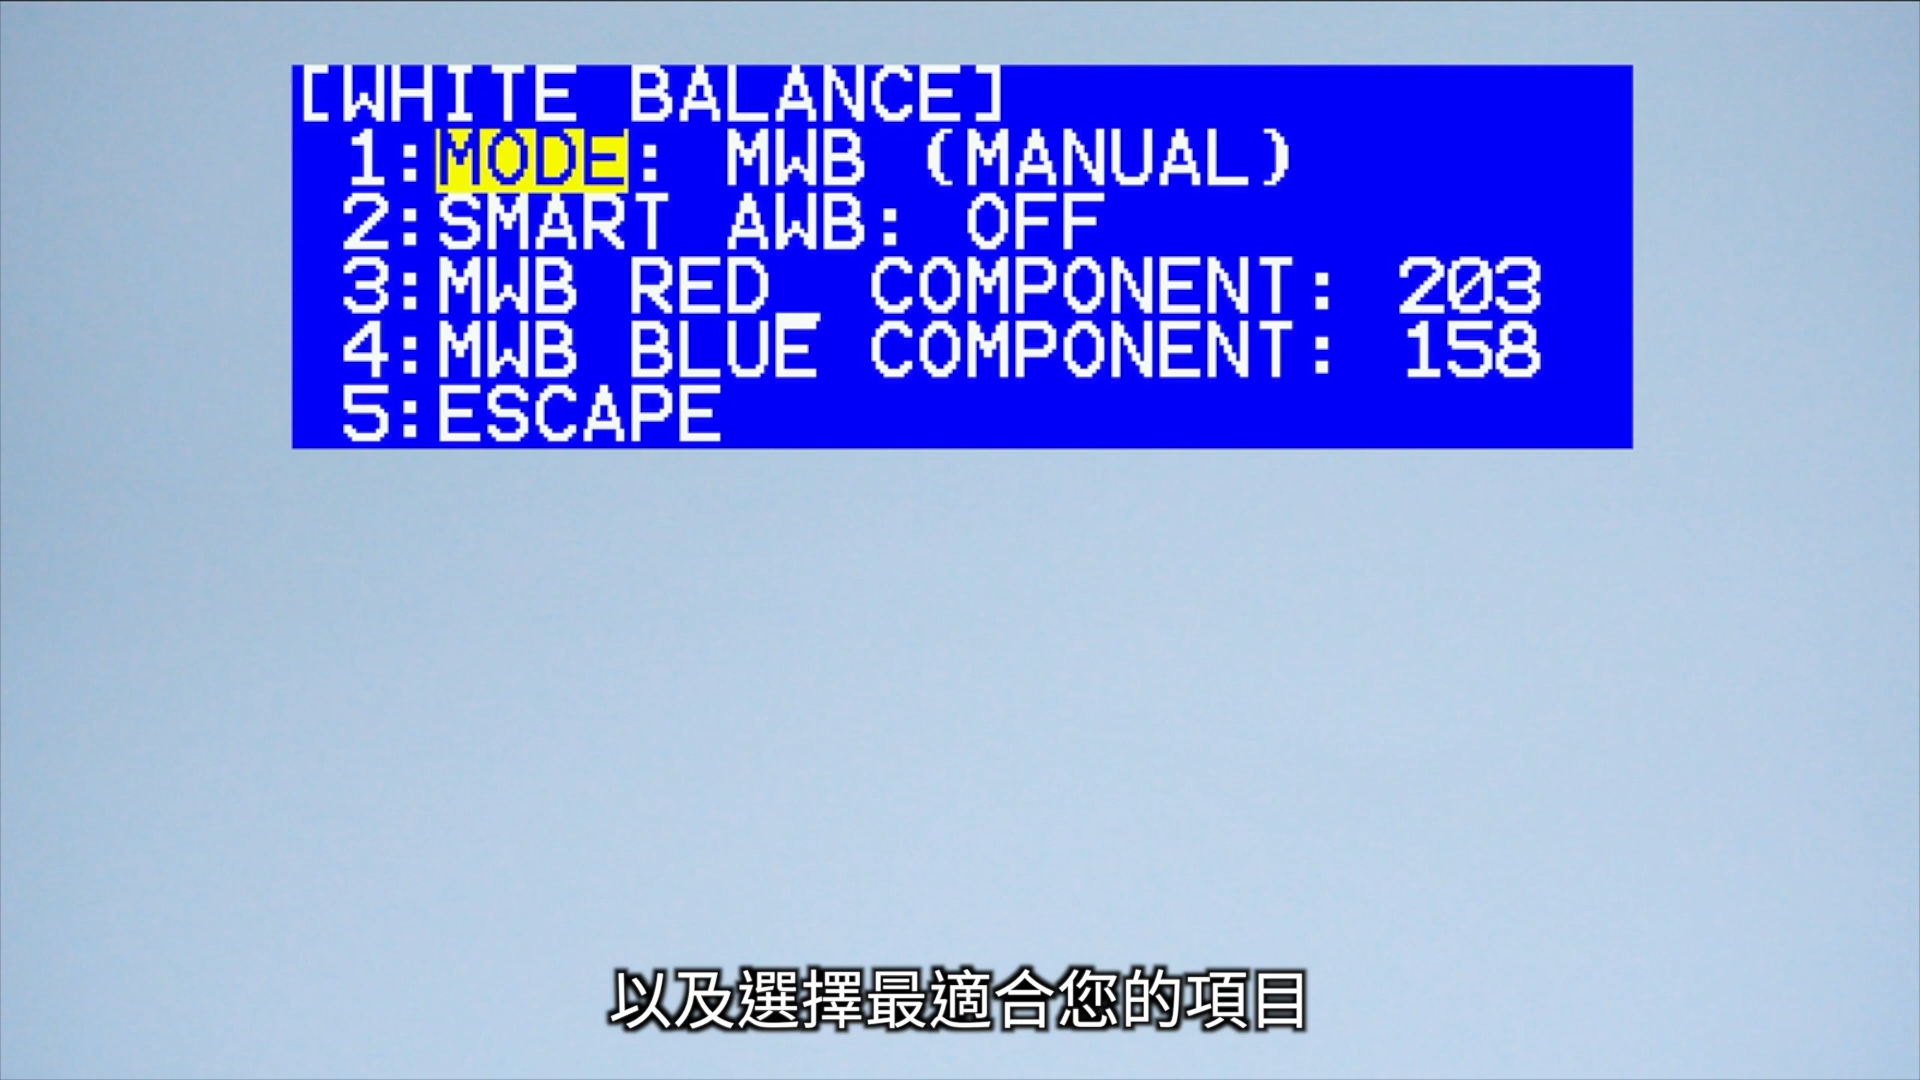 [WHITE BALANCE]
1:MODE: MWB (MANUAL)
2:SMART AWB: OFF
3:MWB RED_ COMPONENT: 203
4:MWB BLUE COMPONENT: 158
5:ESCAPE
以及選擇最適合您的項目